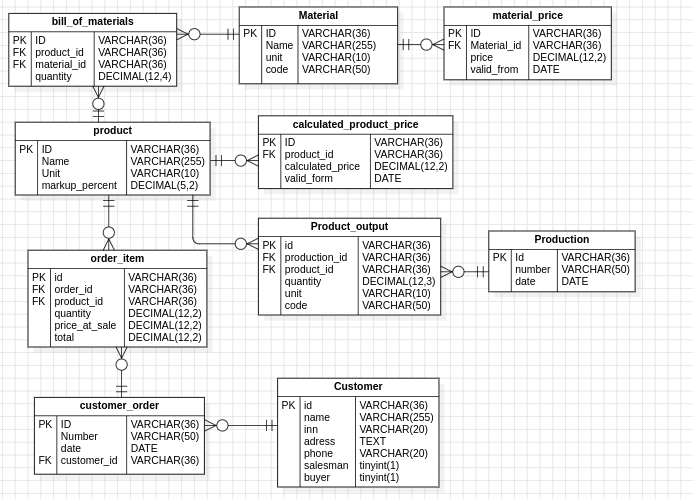 bill_of_materials
PK ID VARCHAR(36)
FK product_id VARCHAR(36)
FK material_id VARCHAR(36)
quantity DECIMAL(12,4)
Material
PK ID VARCHAR(36)
Name VARCHAR(255)
unit VARCHAR(10)
code VARCHAR(50)
material_price
PK ID VARCHAR(36)
FK Material_id VARCHAR(36)
price DECIMAL(12,2)
valid_from DATE
product
PK ID VARCHAR(36)
Name VARCHAR(255)
Unit VARCHAR(10)
markup_percent DECIMAL(5,2)
calculated_product_price
PK ID VARCHAR(36)
FK product_id VARCHAR(36)
calculated_price DECIMAL(12,2)
valid_form DATE
Product_output
PK id VARCHAR(36)
FK production_id VARCHAR(36)
FK product_id VARCHAR(36)
quantity DECIMAL(12,3)
unit VARCHAR(10)
code VARCHAR(50)
Production
PK Id VARCHAR(36)
number VARCHAR(50)
date DATE
order_item
PK id VARCHAR(36)
FK order_id VARCHAR(36)
FK product_id VARCHAR(36)
quantity DECIMAL(12,2)
price_at_sale DECIMAL(12,2)
total DECIMAL(12,2)
customer_order
PK ID VARCHAR(36)
Number VARCHAR(50)
date DATE
FK customer_id VARCHAR(36)
Customer
PK id VARCHAR(36)
name VARCHAR(255)
inn VARCHAR(20)
adress TEXT
phone VARCHAR(20)
salesman tinyint(1)
buyer tinyint(1)